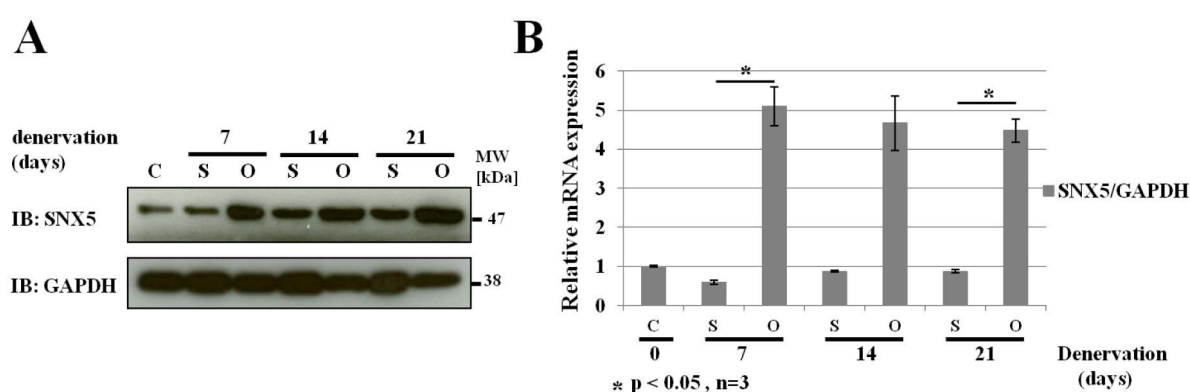 A
denervation
(days)
7 14 21
C S O S O S O
MW
[kDa]
IB: SNX5
47
IB: GAPDH
38
B
Relative mRNA expression
6
5
4
3
2
1
0
* *
SNX5/GAPDH
C S O S O S O
0 7 14 21
Denervation
(days)
* p < 0.05 , n=3